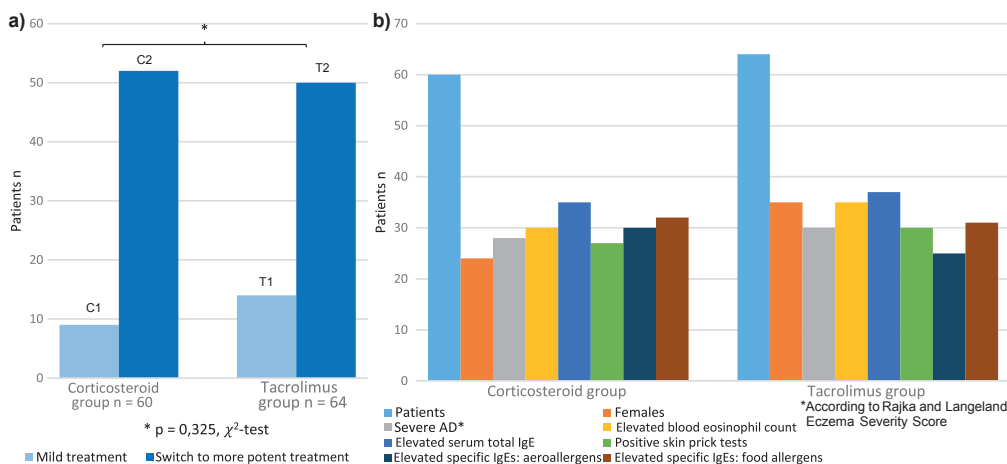 a)
Patients n
60
50
40
30
20
10
0
*
C1
C2
T1
T2
Corticosteroid
group n = 60
Tacrolimus
group n = 64
* p = 0,325, χ²-test
Mild treatment
Switch to more potent treatment
b)
Patients n
70
60
50
40
30
20
10
0
Corticosteroid group
Tacrolimus group
Patients
Females
Severe AD*
Elevated blood eosinophil count
Elevated serum total IgE
Positive skin prick tests
Elevated specific IgEs: aeroallergens
Elevated specific IgEs: food allergens
*According to Rajka and Langeland
Eczema Severity Score